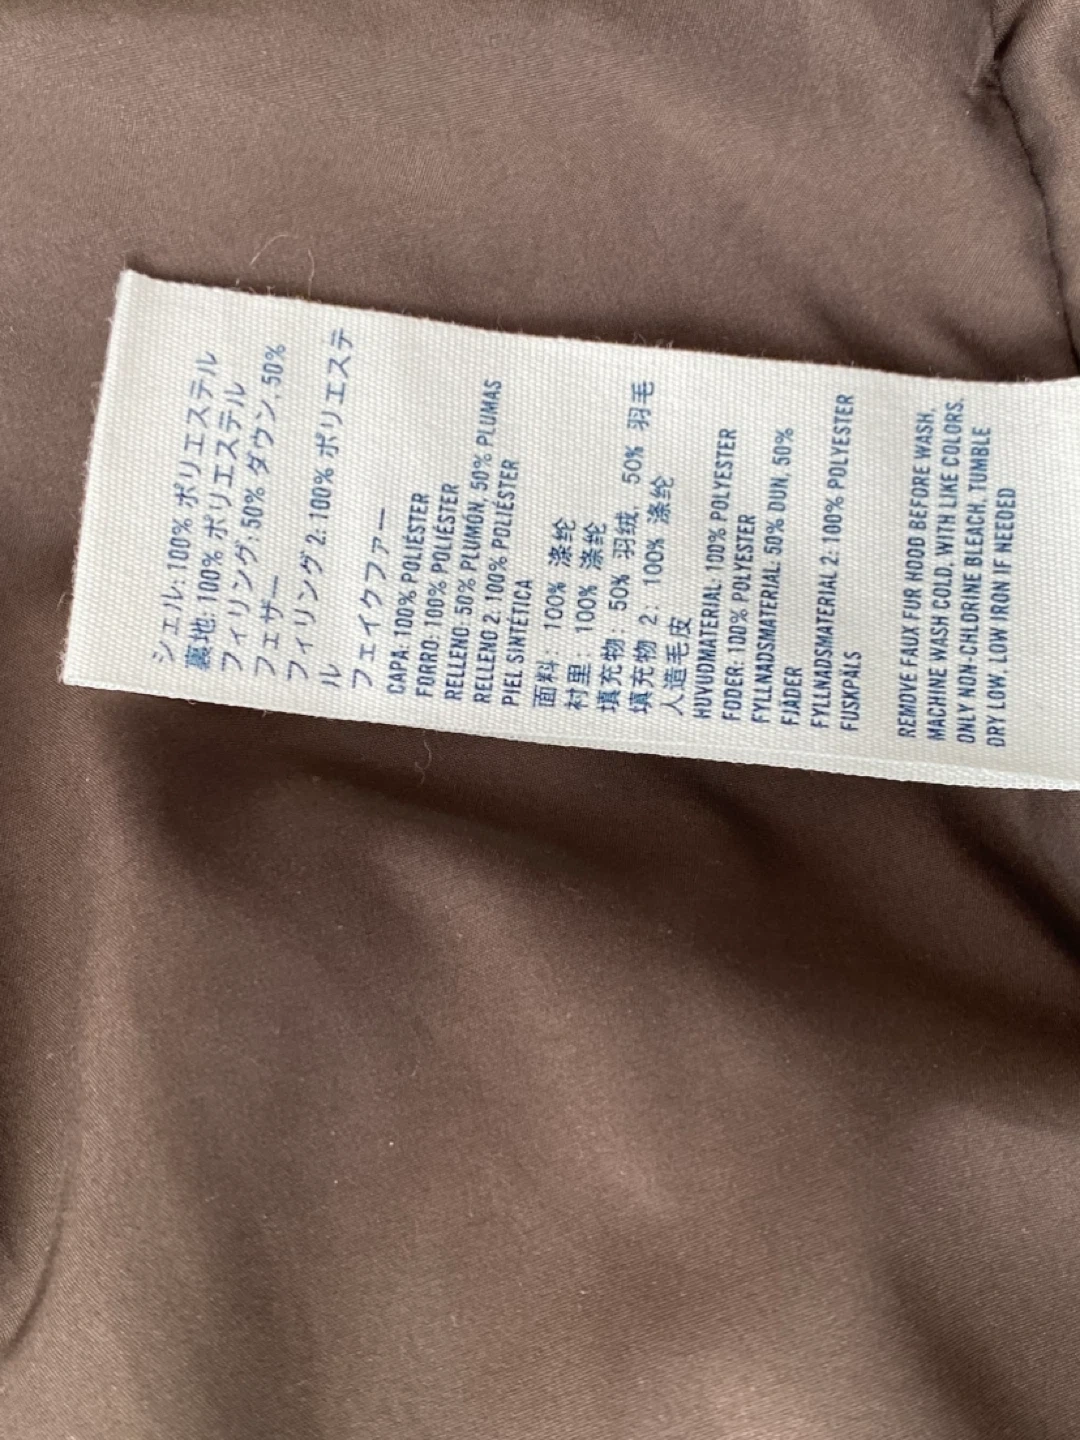 シェル: 100% ポリエステル
裏地: 100% ポリエステル
フィリング: 50% ダウン, 50%
フェザー
フィリング 2: 100% ポリエステ
ル
フェイクファー
CAPA: 100% POLIÉSTER
FORRO: 100% POLIÉSTER
RELLENO: 50% PLUMÓN, 50% PLUMAS
RELLENO 2: 100% POLIÉSTER
PIEL SINTÉTICA
面料: 100% 涤纶
衬里: 100% 涤纶
填充物: 50% 羽绒, 50% 羽毛
填充物 2: 100% 涤纶
人造毛皮
HUVUDMATERIAL: 100% POLYESTER
FODER: 100% POLYESTER
FYLLNADSMATERIAL: 50% DUN, 50%
FJÄDER
FYLLNADSMATERIAL 2: 100% POLYESTER
FUSKPÄLS
REMOVE FAUX FUR HOOD BEFORE WASH,
MACHINE WASH COLD, WITH LIKE COLORS,
ONLY NON-CHLORINE BLEACH, TUMBLE
DRY LOW, LOW IRON IF NEEDED